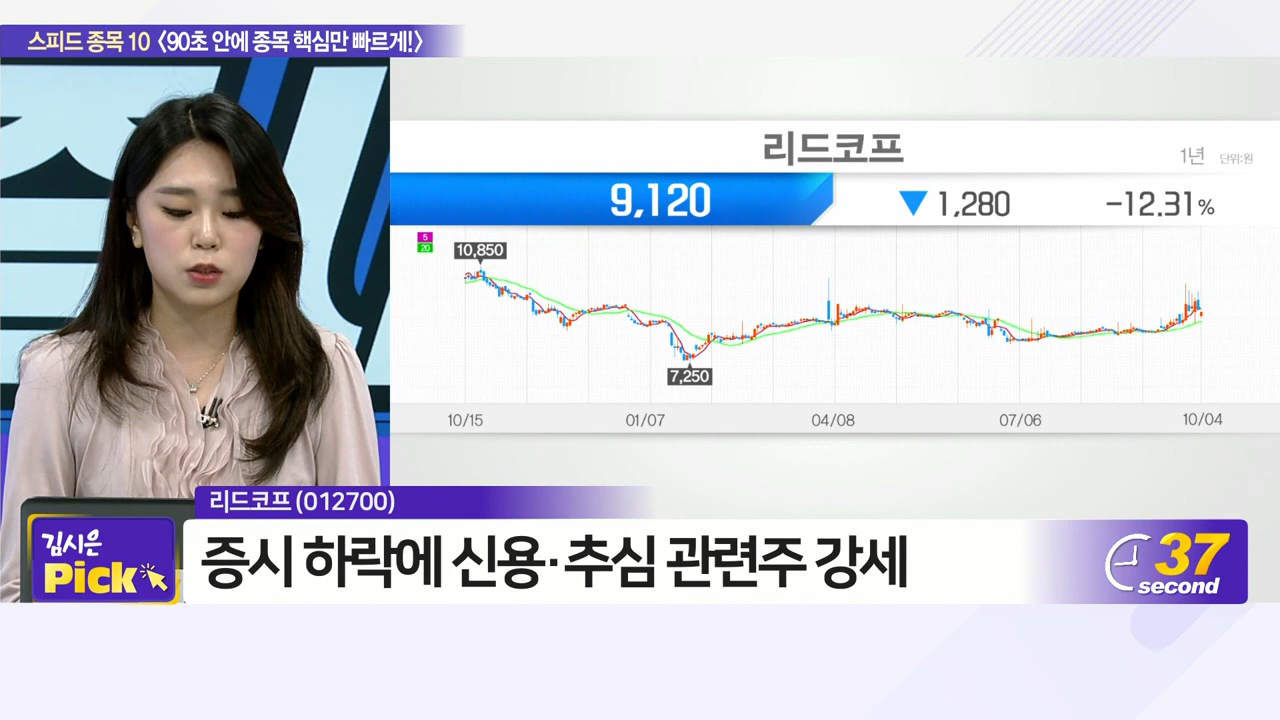 스피드 종목 10 〈90초 안에 종목 핵심만 빠르게!〉
리드코프
1년 단위:원
9,120 ▼ 1,280 -12.31%
5
20
10,850
7,250
10/15 01/07 04/08 07/06 10/04
리드코프 (012700)
김시은
Pick
증시 하락에 신용·추심 관련주 강세
37
second